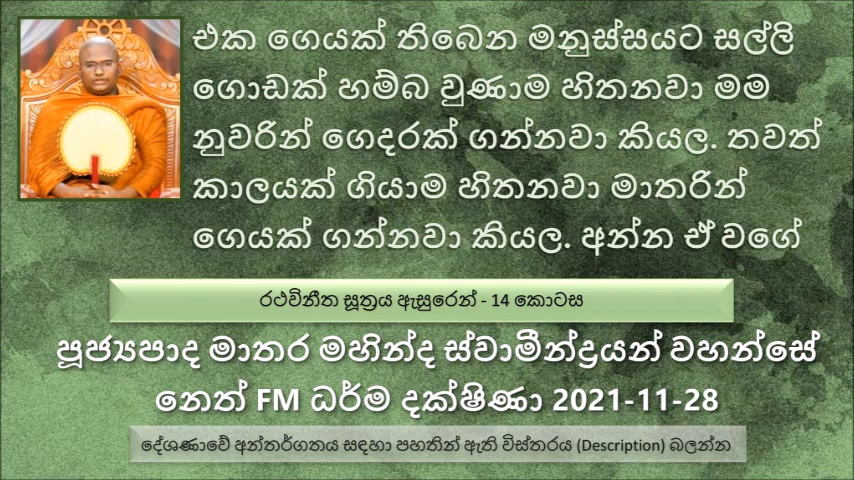 එක ගෙයක් තිබෙන මනුස්සයට සල්ලි
ගොඩක් හම්බ වුණාම හිතනවා මම
නුවරින් ගෙදරක් ගන්නවා කියල. තවත්
කාලයක් ගියාම හිතනවා මාතරින්
ගෙයක් ගන්නවා කියල. අන්න ඒ වගේ
රථවිනීත සූත්‍රය ඇසුරෙන් - 14 කොටස
පූජ්‍යපාද මාතර මහින්ද ස්වාමීන්ද්‍රයන් වහන්සේ
නෙත් FM ධර්ම දක්ෂිණා 2021-11-28
දේශණාවේ අන්තර්ගතය සඳහා පහතින් ඇති විස්තරය (Description) බලන්න